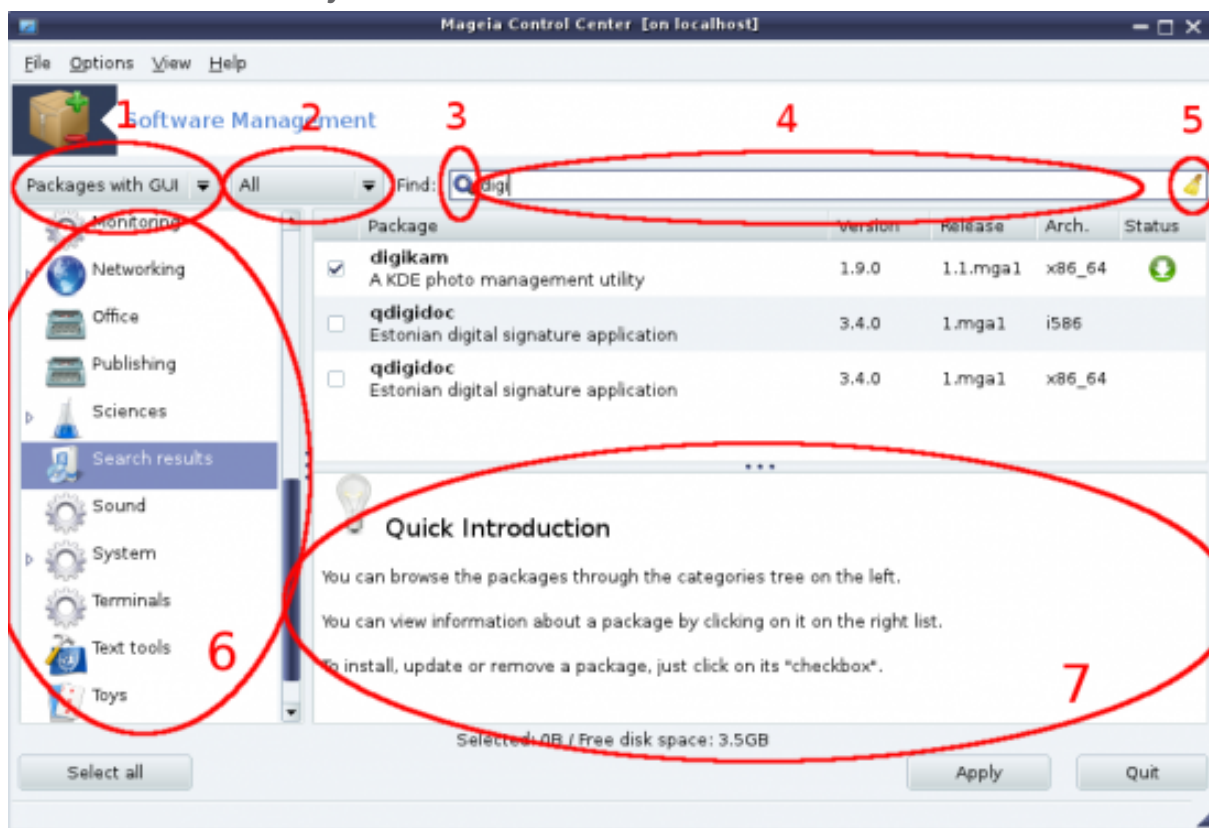 Mageia Control Center [on localhost]
File Options View Help
Software Management
1 2 3 4 5
Packages with GUI All Find: digi
Monitoring
Networking
Office
Publishing
Sciences
Search results
Sound
System
Terminals
Text tools
Toys
6
Package Version Release Arch. Status
digikam
A KDE photo management utility
1.9.0 1.1.mga1 x86_64
qdigidoc
Estonian digital signature application
3.4.0 1.mga1 i586
qdigidoc
Estonian digital signature application
3.4.0 1.mga1 x86_64
Quick Introduction
You can browse the packages through the categories tree on the left.
You can view information about a package by clicking on it on the right list.
To install, update or remove a package, just click on its "checkbox".
7
Selected: 0B / Free disk space: 3.5GB
Select all Apply Quit